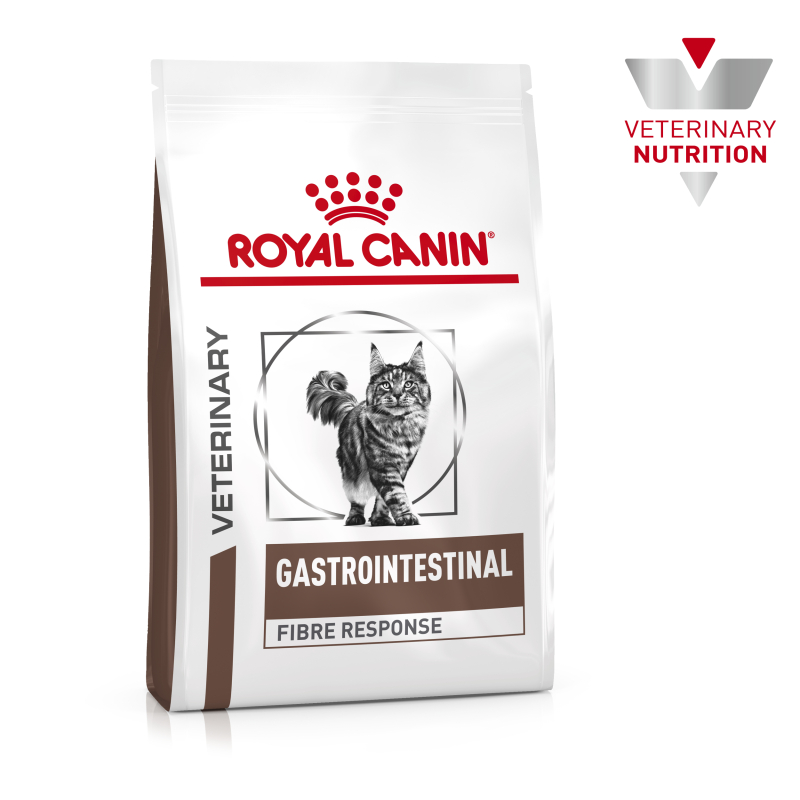 VETERINARY
NUTRITION
ROYAL CANIN®
VETERINARY
GASTROINTESTINAL
FIBRE RESPONSE